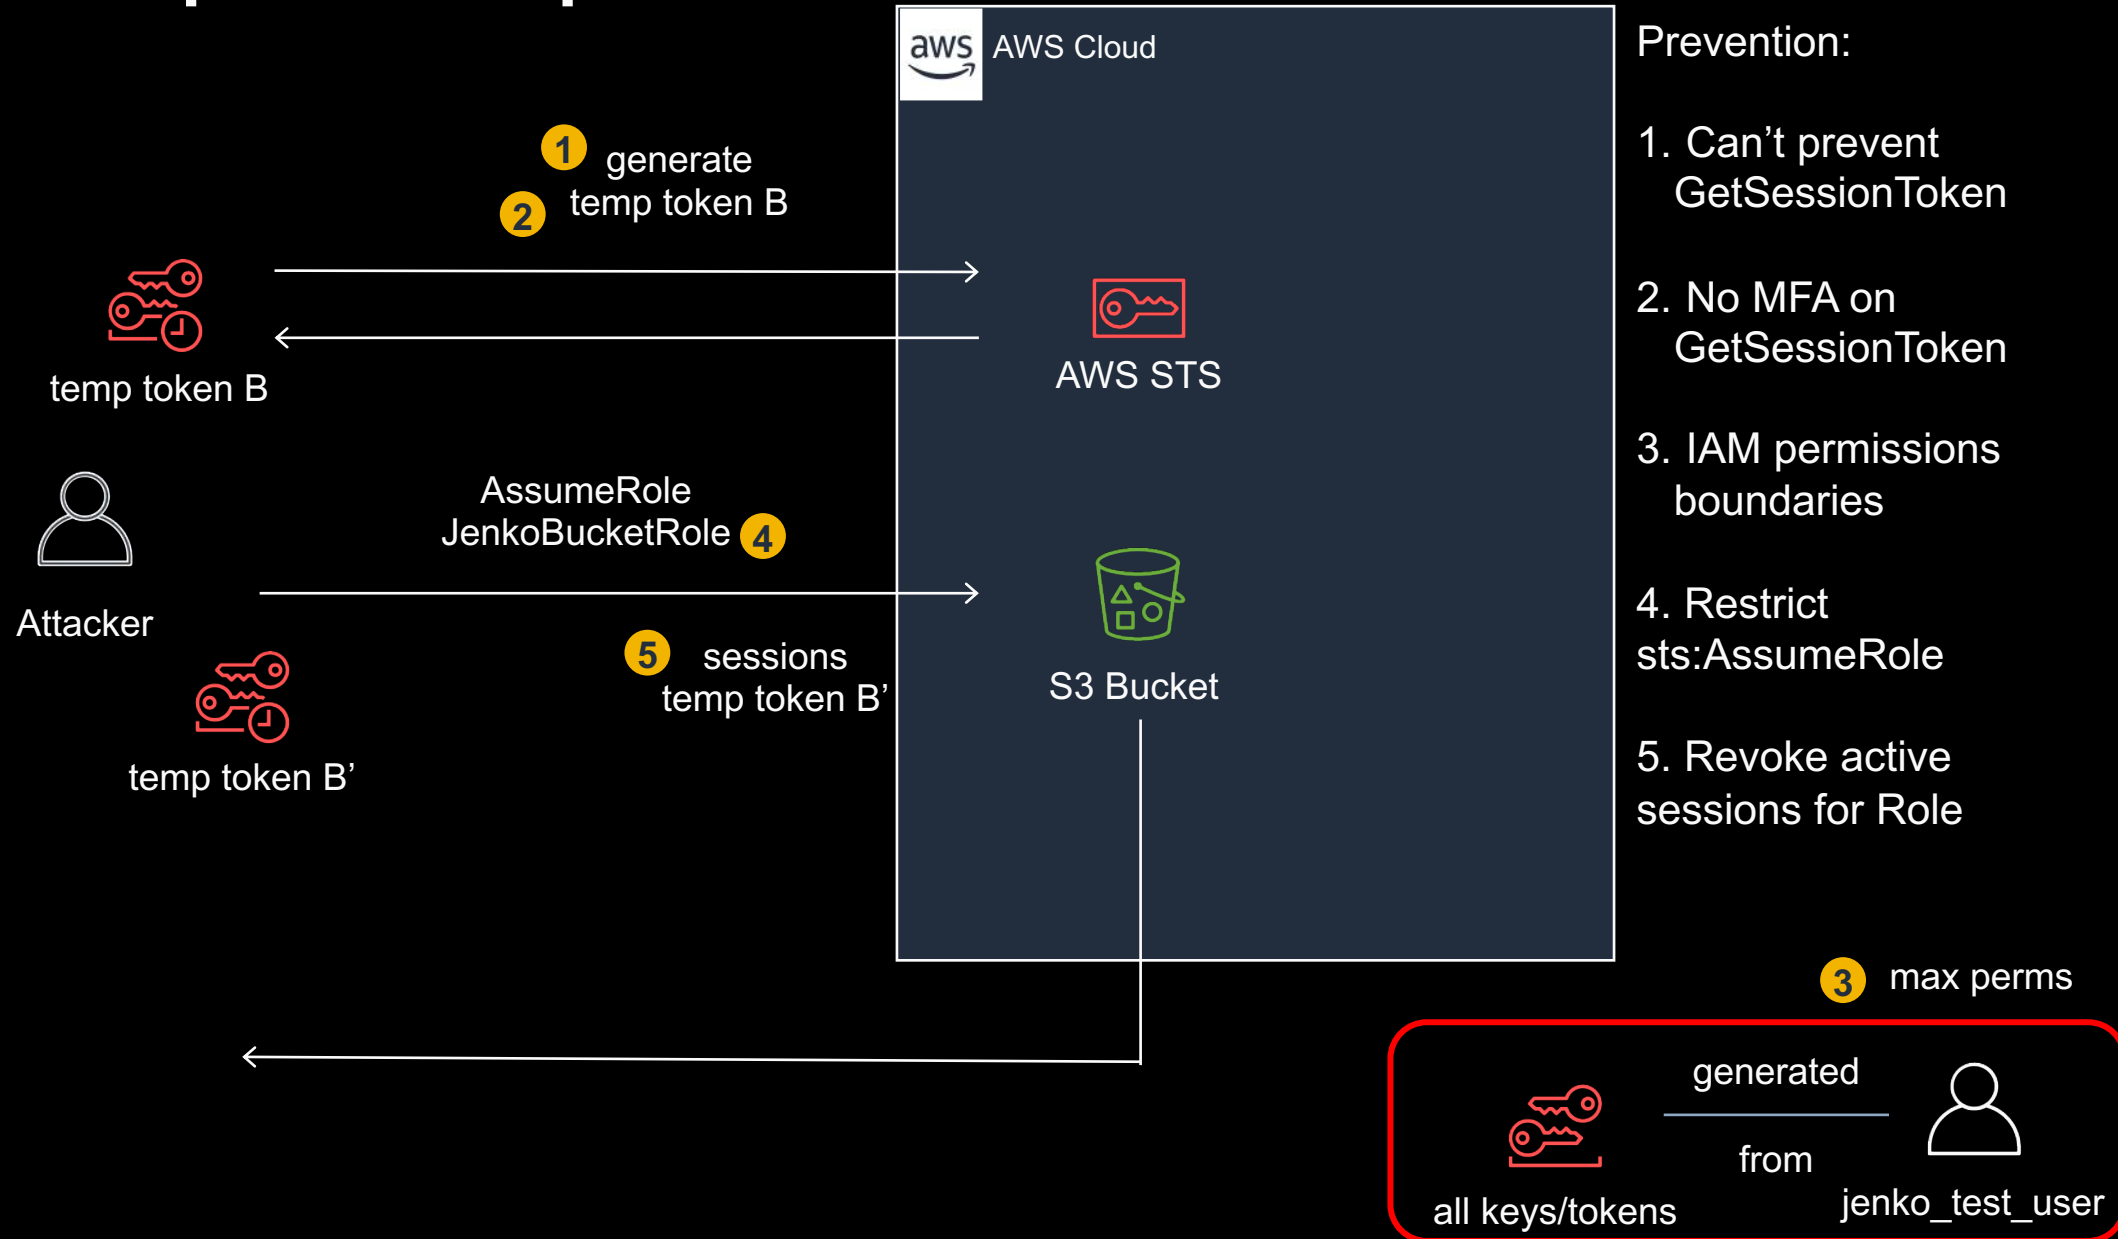 aws
AWS Cloud
1
generate
2
temp token B
temp token B
AWS STS
Attacker
AssumeRole
JenkoBucketRole
4
5
sessions
temp token B’
temp token B’
S3 Bucket
Prevention:
1. Can’t prevent
GetSessionToken
2. No MFA on
GetSessionToken
3. IAM permissions
boundaries
4. Restrict
sts:AssumeRole
5. Revoke active
sessions for Role
3
max perms
generated
from
all keys/tokens
jenko_test_user